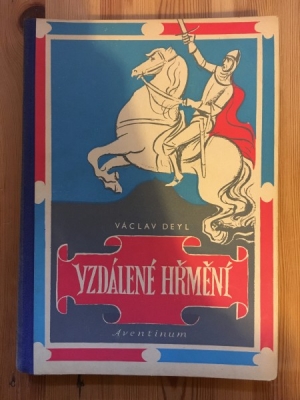 VÁCLAV DEYL
VZDÁLENÉ HŘMĚNÍ
Aventinum